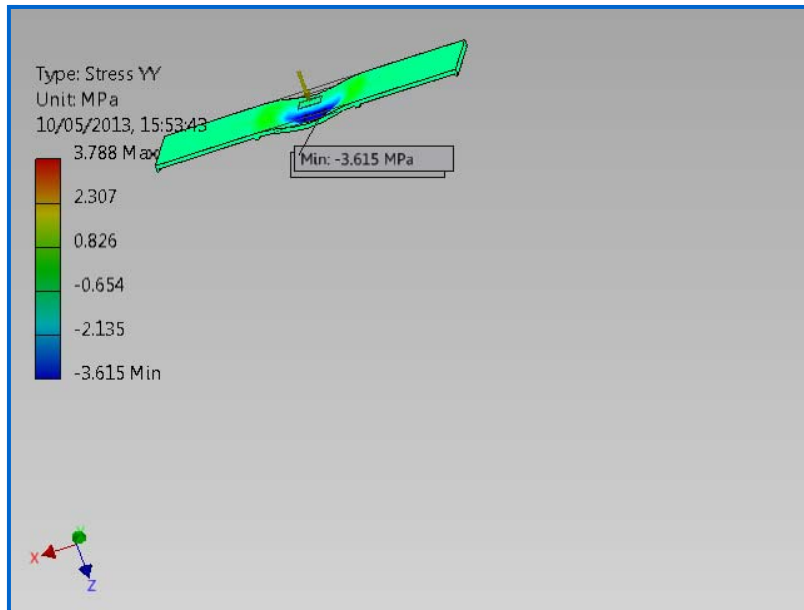 Type: Stress YY
Unit: MPa
10/05/2013, 15:53:43
3.788 Max
2.307
0.826
-0.654
-2.135
-3.615 Min
Min: -3.615 MPa
X
Y
Z